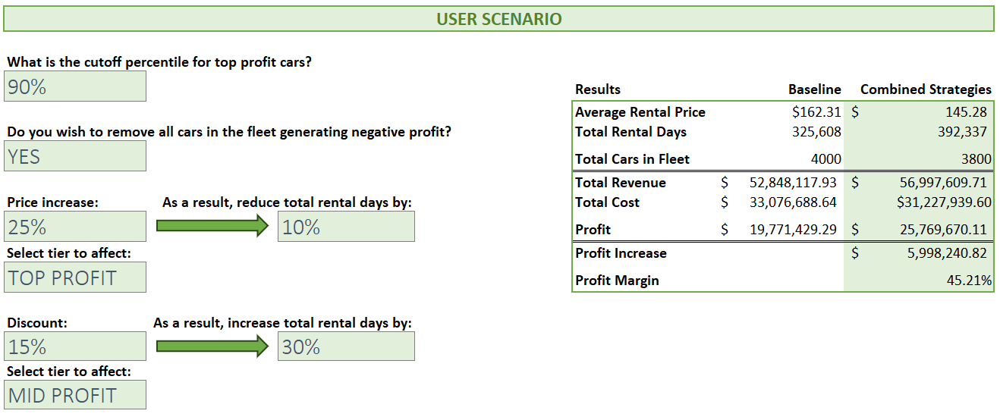 USER SCENARIO
What is the cutoff percentile for top profit cars?
90%
Do you wish to remove all cars in the fleet generating negative profit?
YES
Price increase: As a result, reduce total rental days by:
25% 10%
Select tier to affect:
TOP PROFIT
Discount: As a result, increase total rental days by:
15% 30%
Select tier to affect:
MID PROFIT
Results Baseline Combined Strategies
Average Rental Price $162.31 $ 145.28
Total Rental Days 325,608 392,337
Total Cars in Fleet 4000 3800
Total Revenue $ 52,848,117.93 $ 56,997,609.71
Total Cost $ 33,076,688.64 $31,227,939.60
Profit $ 19,771,429.29 $ 25,769,670.11
Profit Increase $ 5,998,240.82
Profit Margin 45.21%